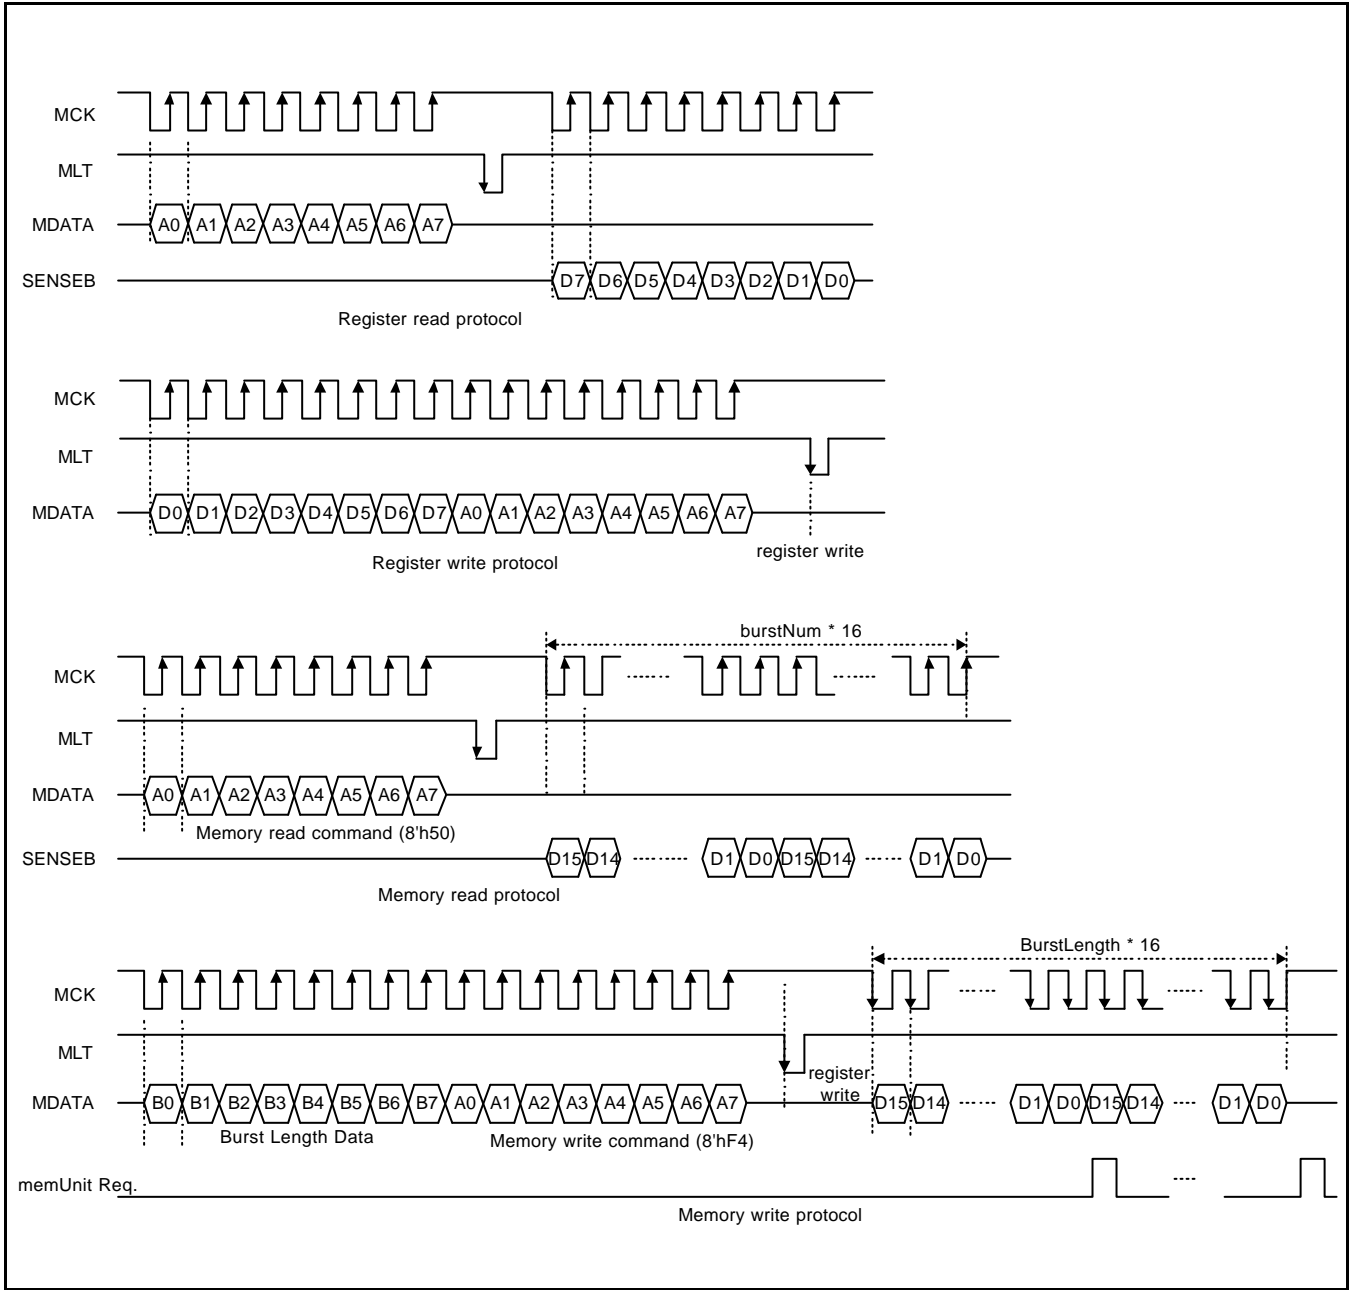 MCK
MLT
MDATA A0 A1 A2 A3 A4 A5 A6 A7
SENSEB D7 D6 D5 D4 D3 D2 D1 D0
Register read protocol
MCK
MLT
MDATA D0 D1 D2 D3 D4 D5 D6 D7 A0 A1 A2 A3 A4 A5 A6 A7
register write
Register write protocol
burstNum * 16
MCK
MLT
MDATA A0 A1 A2 A3 A4 A5 A6 A7
Memory read command (8'h50)
SENSEB D15 D14 D1 D0 D15 D14 D1 D0
Memory read protocol
BurstLength * 16
MCK
MLT
register
write
MDATA B0 B1 B2 B3 B4 B5 B6 B7 A0 A1 A2 A3 A4 A5 A6 A7 D15 D14 D1 D0 D15 D14 D1 D0
Burst Length Data Memory write command (8'hF4)
memUnit Req.
Memory write protocol